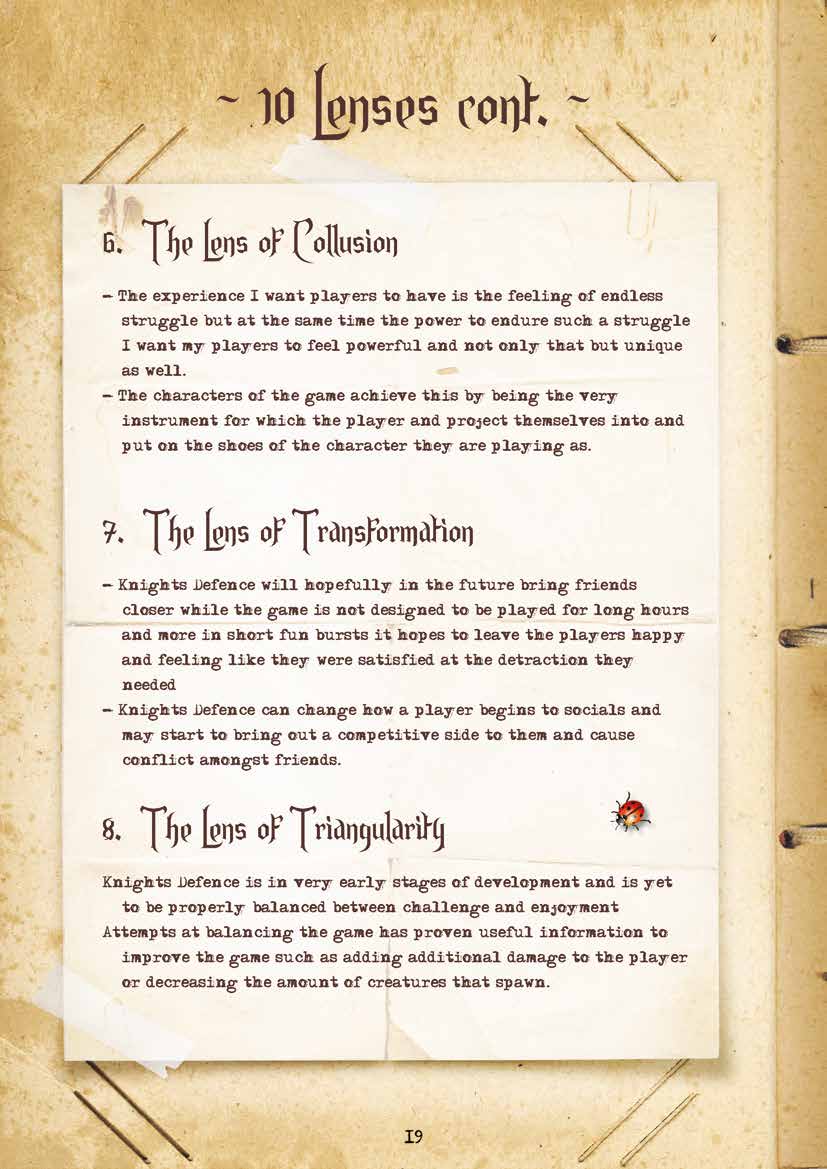 ~ 10 Lenses cont. ~
6. The Lens of Collusion
- The experience I want players to have is the feeling of endless
struggle but at the same time the power to endure such a struggle
I want my players to feel powerful and not only that but unique
as well.
- The characters of the game achieve this by being the very
instrument for which the player and project themselves into and
put on the shoes of the character they are playing as.
7. The Lens of Transformation
- Knights Defence will hopefully in the future bring friends
closer while the game is not designed to be played for long hours
and more in short fun bursts it hopes to leave the players happy
and feeling like they were satisfied at the detraction they
needed
- Knights Defence can change how a player begins to socials and
may start to bring out a competitive side to them and cause
conflict amongst friends.
8. The Lens of Triangularity
Knights Defence is in very early stages of development and is yet
to be properly balanced between challenge and enjoyment
Attempts at balancing the game has proven useful information to
improve the game such as adding additional damage to the player
or decreasing the amount of creatures that spawn.
19